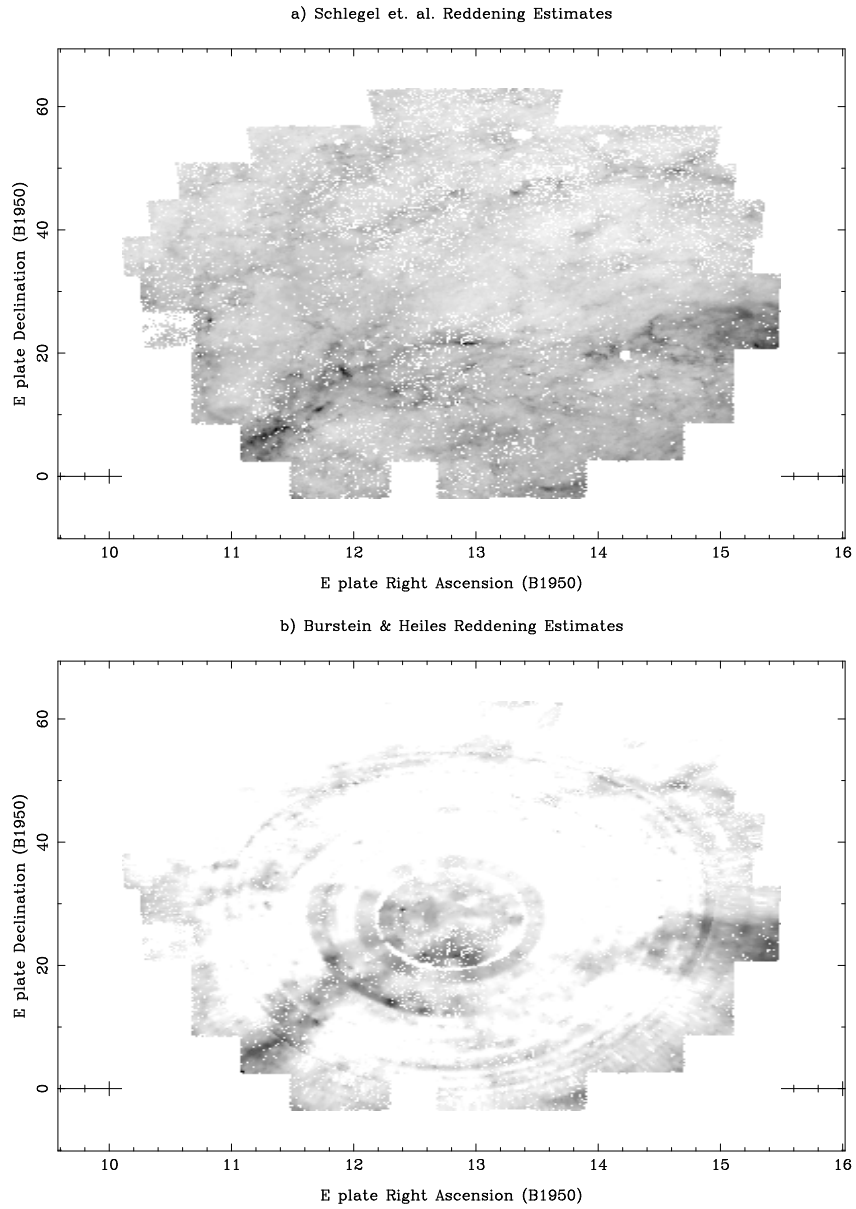 a) Schlegel et. al. Reddening Estimates
60
40
20
0
E plate Declination (B1950)
10 11 12 13 14 15 16
E plate Right Ascension (B1950)
b) Burstein & Heiles Reddening Estimates
60
40
20
0
E plate Declination (B1950)
10 11 12 13 14 15 16
E plate Right Ascension (B1950)